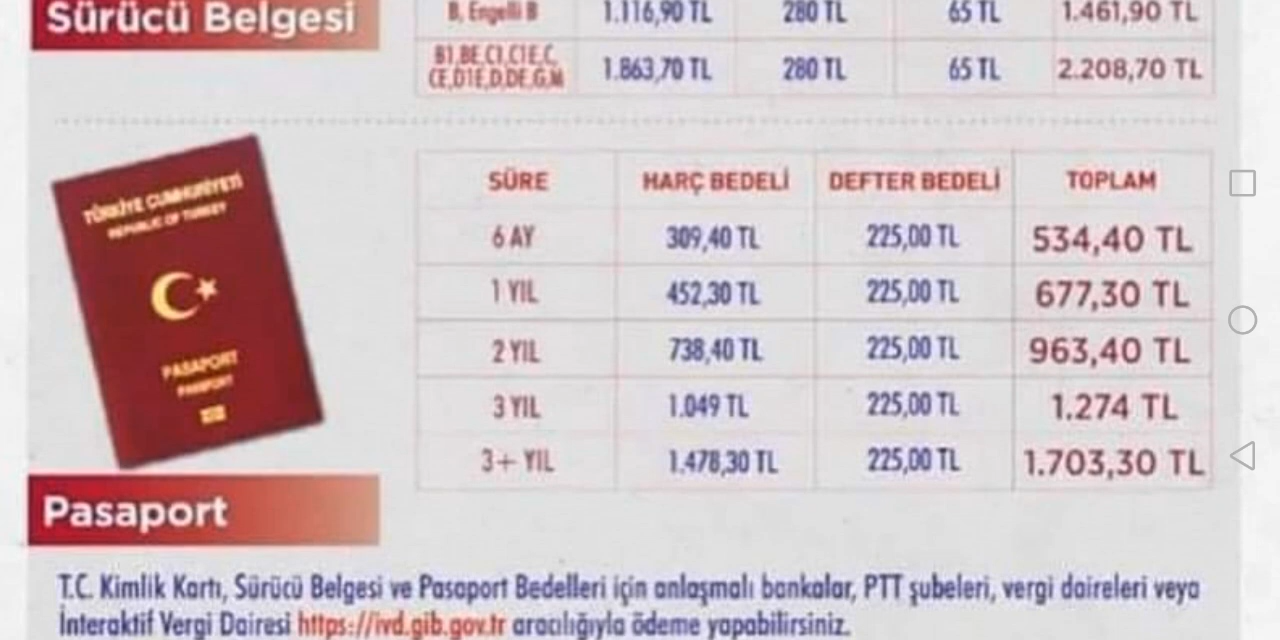 Sürücü Belgesi
B, Engelli B 1.116,90 TL 280 TL 65 TL 1.461,90 TL
B1,BE,C1,C1E,C,
CE,D1E,D,DE,G,M 1.863,70 TL 280 TL 65 TL 2.208,70 TL
TÜRKİYE CUMHURİYETİ
REPUBLIC OF TURKEY
PASAPORT
PASSPORT
SÜRE HARÇ BEDELİ DEFTER BEDELİ TOPLAM
6 AY 309,40 TL 225,00 TL 534,40 TL
1 YIL 452,30 TL 225,00 TL 677,30 TL
2 YIL 738,40 TL 225,00 TL 963,40 TL
3 YIL 1.049 TL 225,00 TL 1.274 TL
3+ YIL 1.478,30 TL 225,00 TL 1.703,30 TL
Pasaport
T.C. Kimlik Kartı, Sürücü Belgesi ve Pasaport Bedelleri için anlaşmalı bankalar, PTT şubeleri, vergi daireleri veya
İnteraktif Vergi Dairesi https://ivd.gib.gov.tr aracılığıyla ödeme yapabilirsiniz.